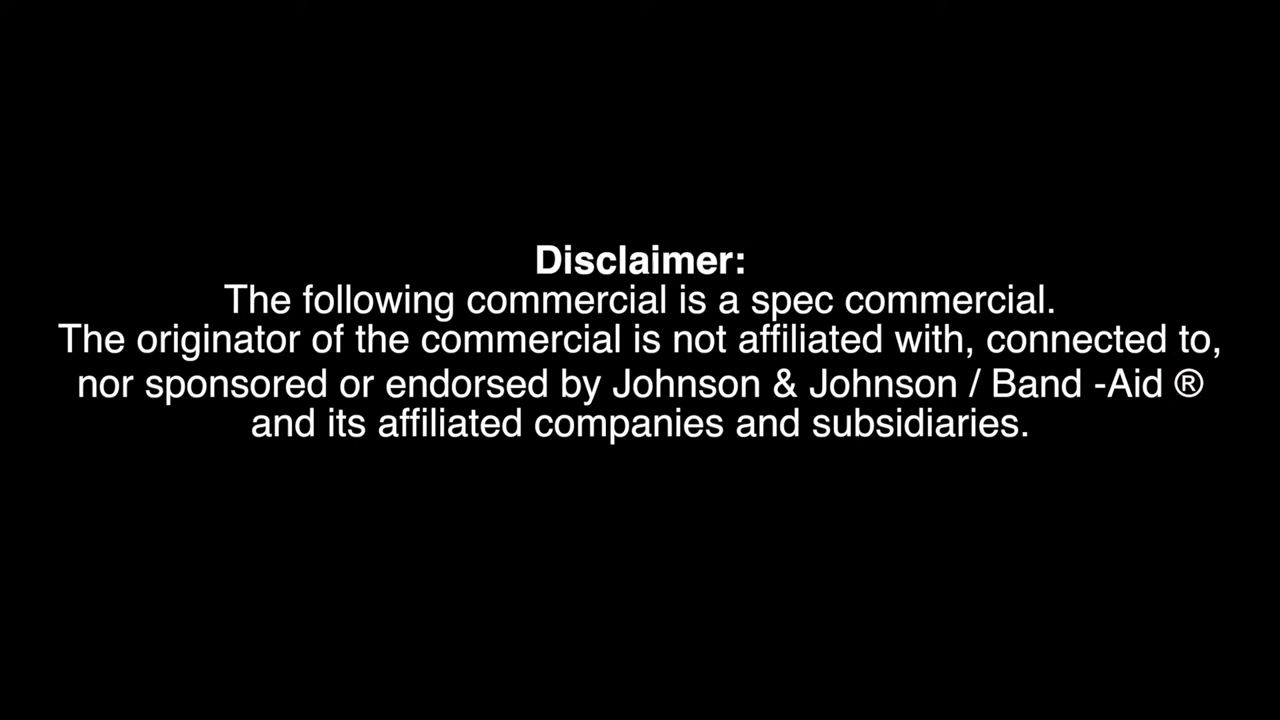 Disclaimer:
The following commercial is a spec commercial.
The originator of the commercial is not affiliated with, connected to,
nor sponsored or endorsed by Johnson & Johnson / Band -Aid ®
and its affiliated companies and subsidiaries.